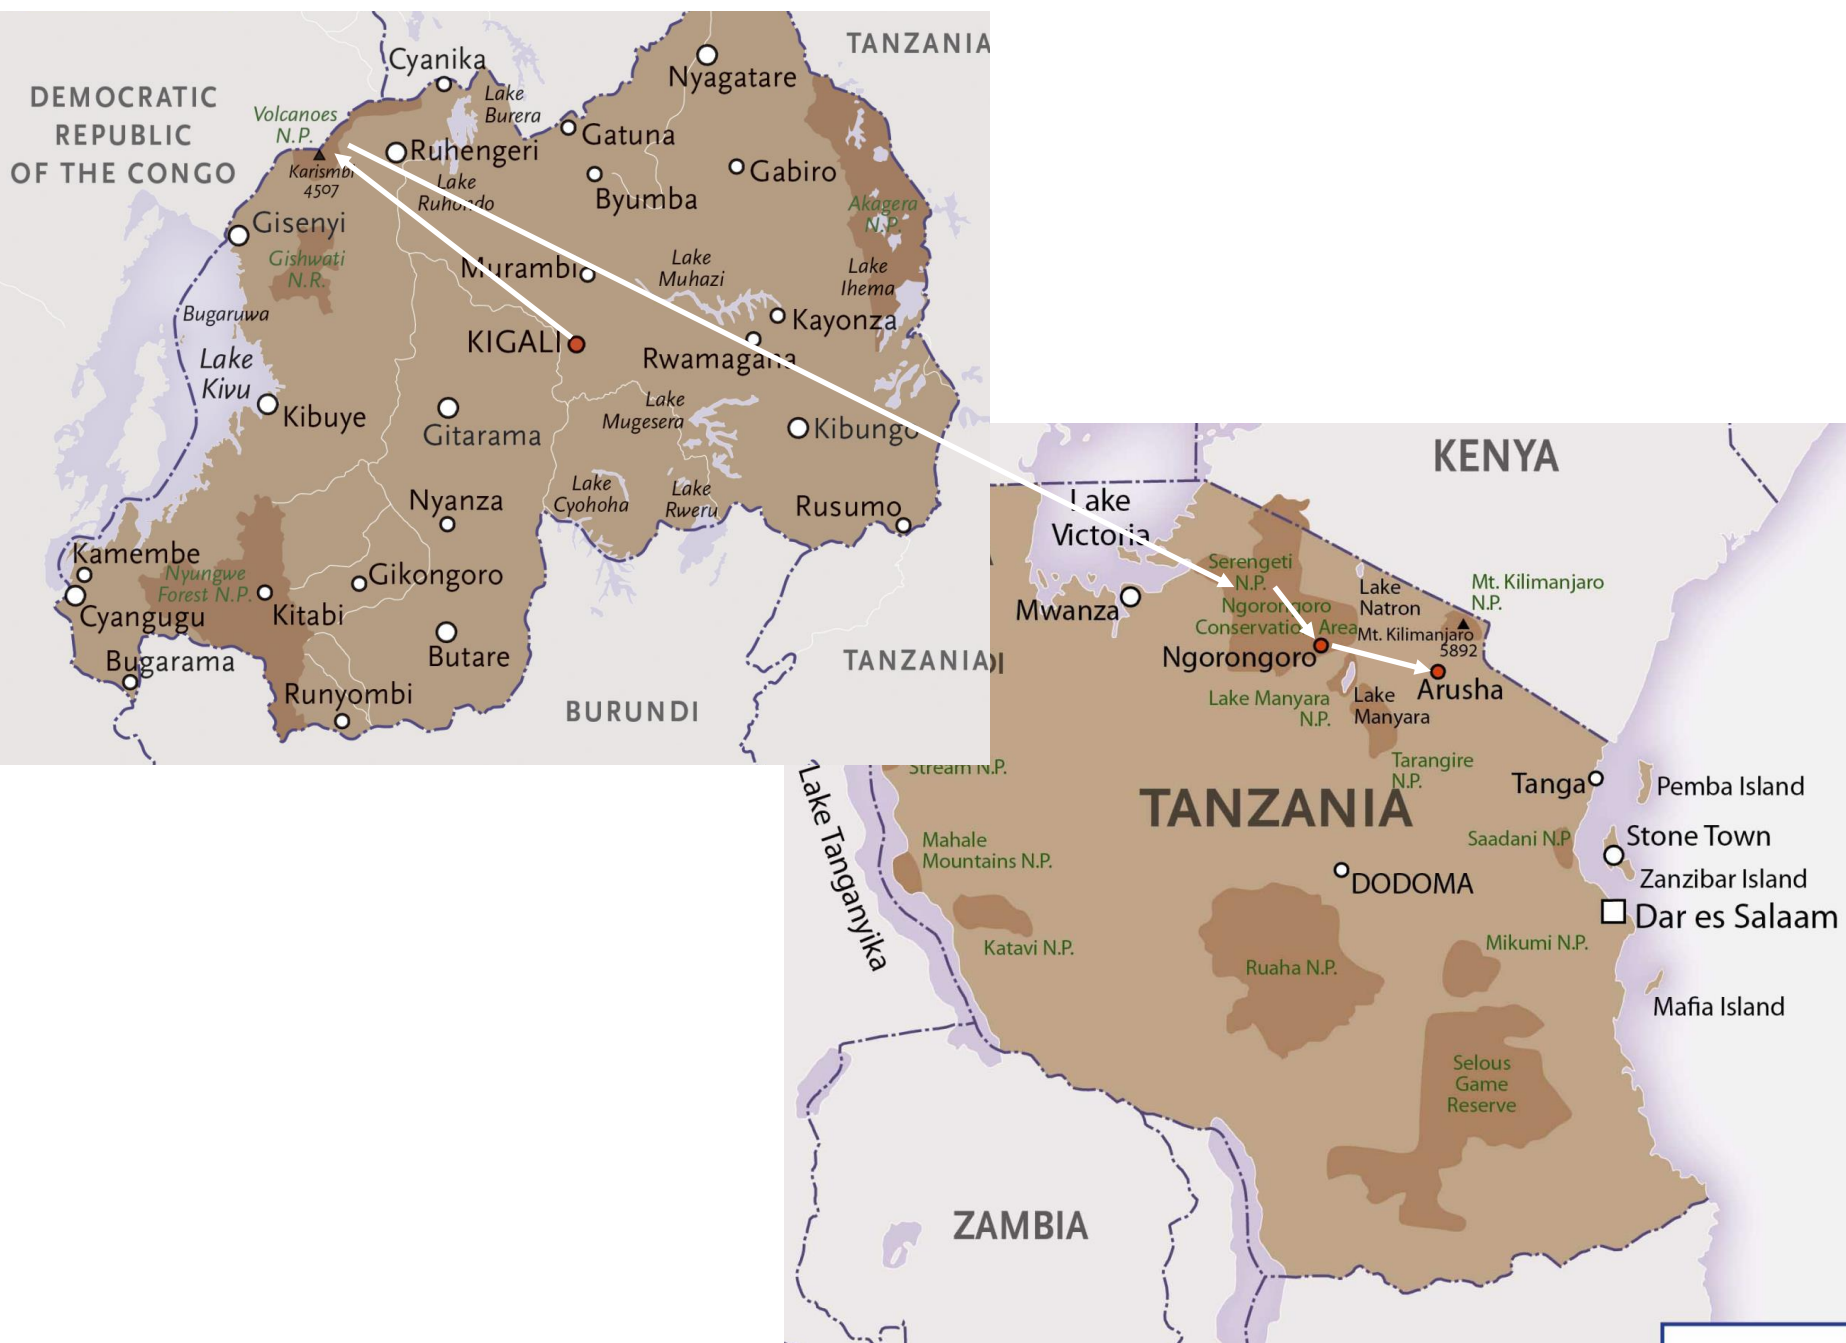 TANZANIA
Cyanika
Nyagatare
DEMOCRATIC
REPUBLIC
OF THE CONGO
Lake
Burera
Volcanoes
N.P.
Gatuna
Ruhengeri
Karismbi
4507
Gabiro
Lake
Ruhondo
Byumba
Akagera
N.P.
Gisenyi
Gishwati
N.R.
Murambi
Lake
Muhazi
Lake
Ihema
Bugaruwa
Kayonza
KIGALI
Rwamagana
Lake
Kivu
Lake
Mugesera
Kibuye
Gitarama
Kibungo
Lake
Cyohoha
Lake
Rweru
Nyanza
Rusumo
Kamembe
Nyungwe
Forest N.P.
Gikongoro
Cyangugu
Kitabi
Butare
Bugarama
Runyombi
BURUNDI
TANZANIA
KENYA
Lake
Victoria
Serengeti
N.P.
Mwanza
Ngorongoro
Conservation Area
Lake
Natron
Mt. Kilimanjaro
N.P.
Mt. Kilimanjaro
5892
Ngorongoro
Arusha
Lake Manyara
N.P.
Lake
Manyara
Tarangire
N.P.
Stream N.P.
TANZANIA
Tanga
Pemba Island
Lake Tanganyika
Mahale
Mountains N.P.
Saadani N.P
Stone Town
DODOMA
Zanzibar Island
Dar es Salaam
Katavi N.P.
Ruaha N.P.
Mikumi N.P.
Mafia Island
Selous
Game
Reserve
ZAMBIA